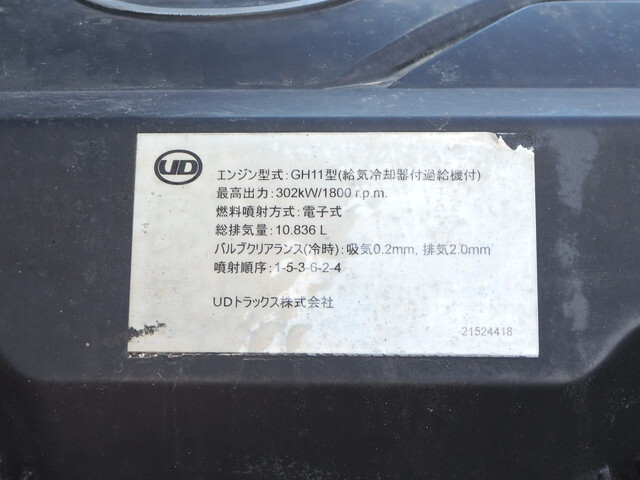 UD
エンジン型式:GH11型(給気冷却器付過給機付)
最高出力:302kW/1800 r.p.m.
燃料噴射方式:電子式
総排気量:10.836 L
バルブクリアランス(冷時):吸気0.2mm, 排気2.0mm
噴射順序:1-5-3-6-2-4
UDトラックス株式会社
21524418